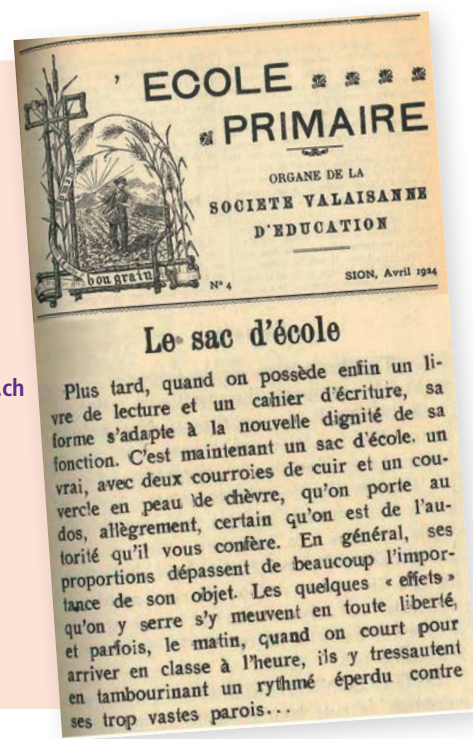 ' ECOLE
PRIMAIRE
ORGANE DE LA
SOCIETE VALAISANNE
D'EDUCATION
bon grain
N° 4
SION, Avril 1924
.ch
Le sac d'école
Plus tard, quand on possède enfin un li-
vre de lecture et un cahier d'écriture, sa
forme s'adapte à la nouvelle dignité de sa
fonction. C'est maintenant un sac d'école. un
vrai, avec deux courroies de cuir et un cou-
vercle en peau de chèvre, qu'on porte au
dos, allègrement, certain qu'on est de l'au-
torité qu'il vous confère. En général, ses
proportions dépassent de beaucoup l'impor-
tance de son objet. Les quelques « effets »
qu'on y serre s'y meuvent en toute liberté,
et parfois, le matin, quand on court pour
arriver en classe à l'heure, ils y tressautent
en tambourinant un rythmé éperdu contre
ses trop vastes parois...